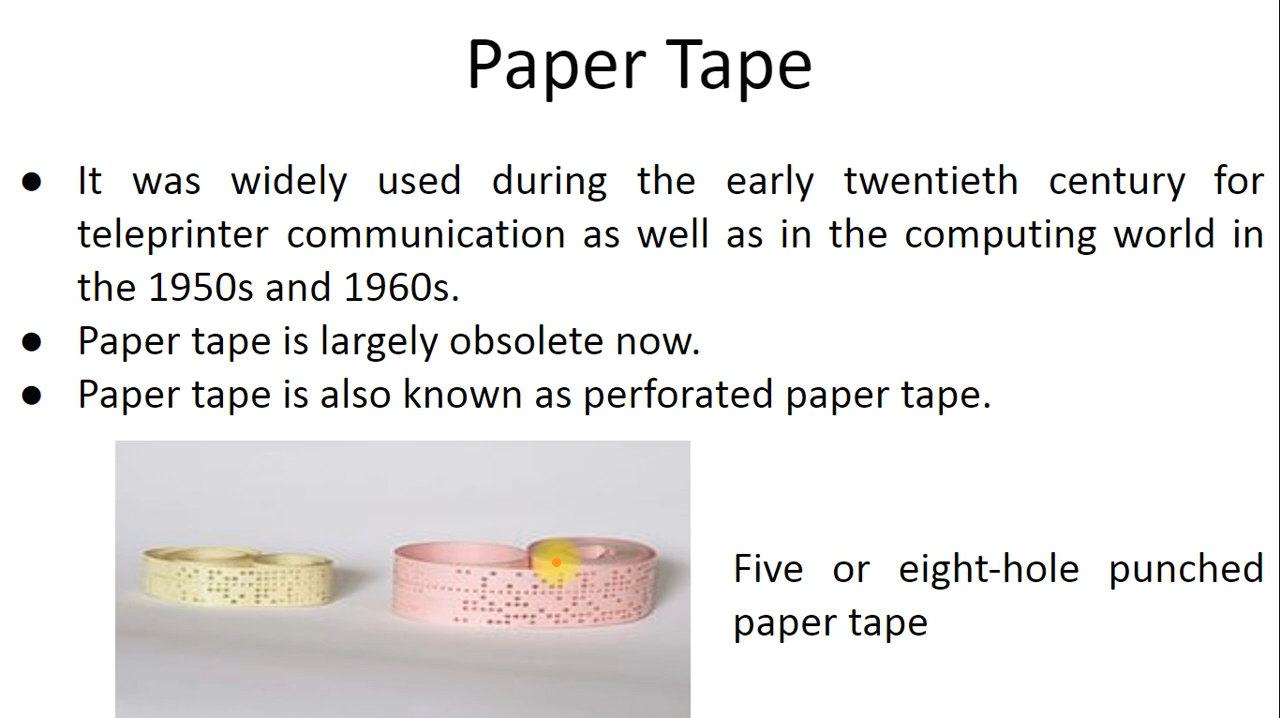 Paper Tape
● It was widely used during the early twentieth century for
teleprinter communication as well as in the computing world in
the 1950s and 1960s.
● Paper tape is largely obsolete now.
● Paper tape is also known as perforated paper tape.
Five or eight-hole punched
paper tape